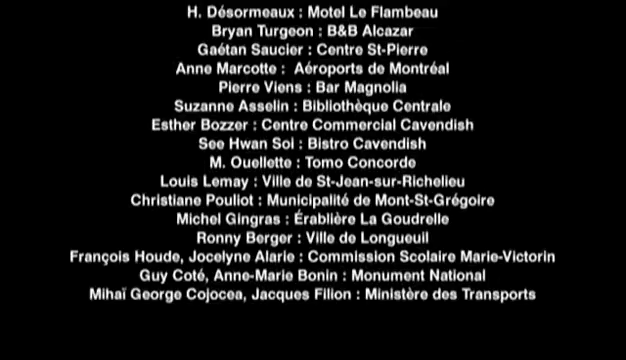 H. Désormeaux : Motel Le Flambeau
Bryan Turgeon : B&B Alcazar
Gaétan Saucier : Centre St-Pierre
Anne Marcotte :  Aéroports de Montréal
Pierre Viens : Bar Magnolia
Suzanne Asselin : Bibliothèque Centrale
Esther Bozzer : Centre Commercial Cavendish
See Hwan Soi : Bistro Cavendish
M. Ouellette : Tomo Concorde
Louis Lemay : Ville de St-Jean-sur-Richelieu
Christiane Pouliot : Municipalité de Mont-St-Grégoire
Michel Gingras : Érablière La Goudrelle
Ronny Berger : Ville de Longueuil
François Houde, Jocelyne Alarie : Commission Scolaire Marie-Victorin
Guy Coté, Anne-Marie Bonin : Monument National
Mihaï George Cojocea, Jacques Filion : Ministère des Transports